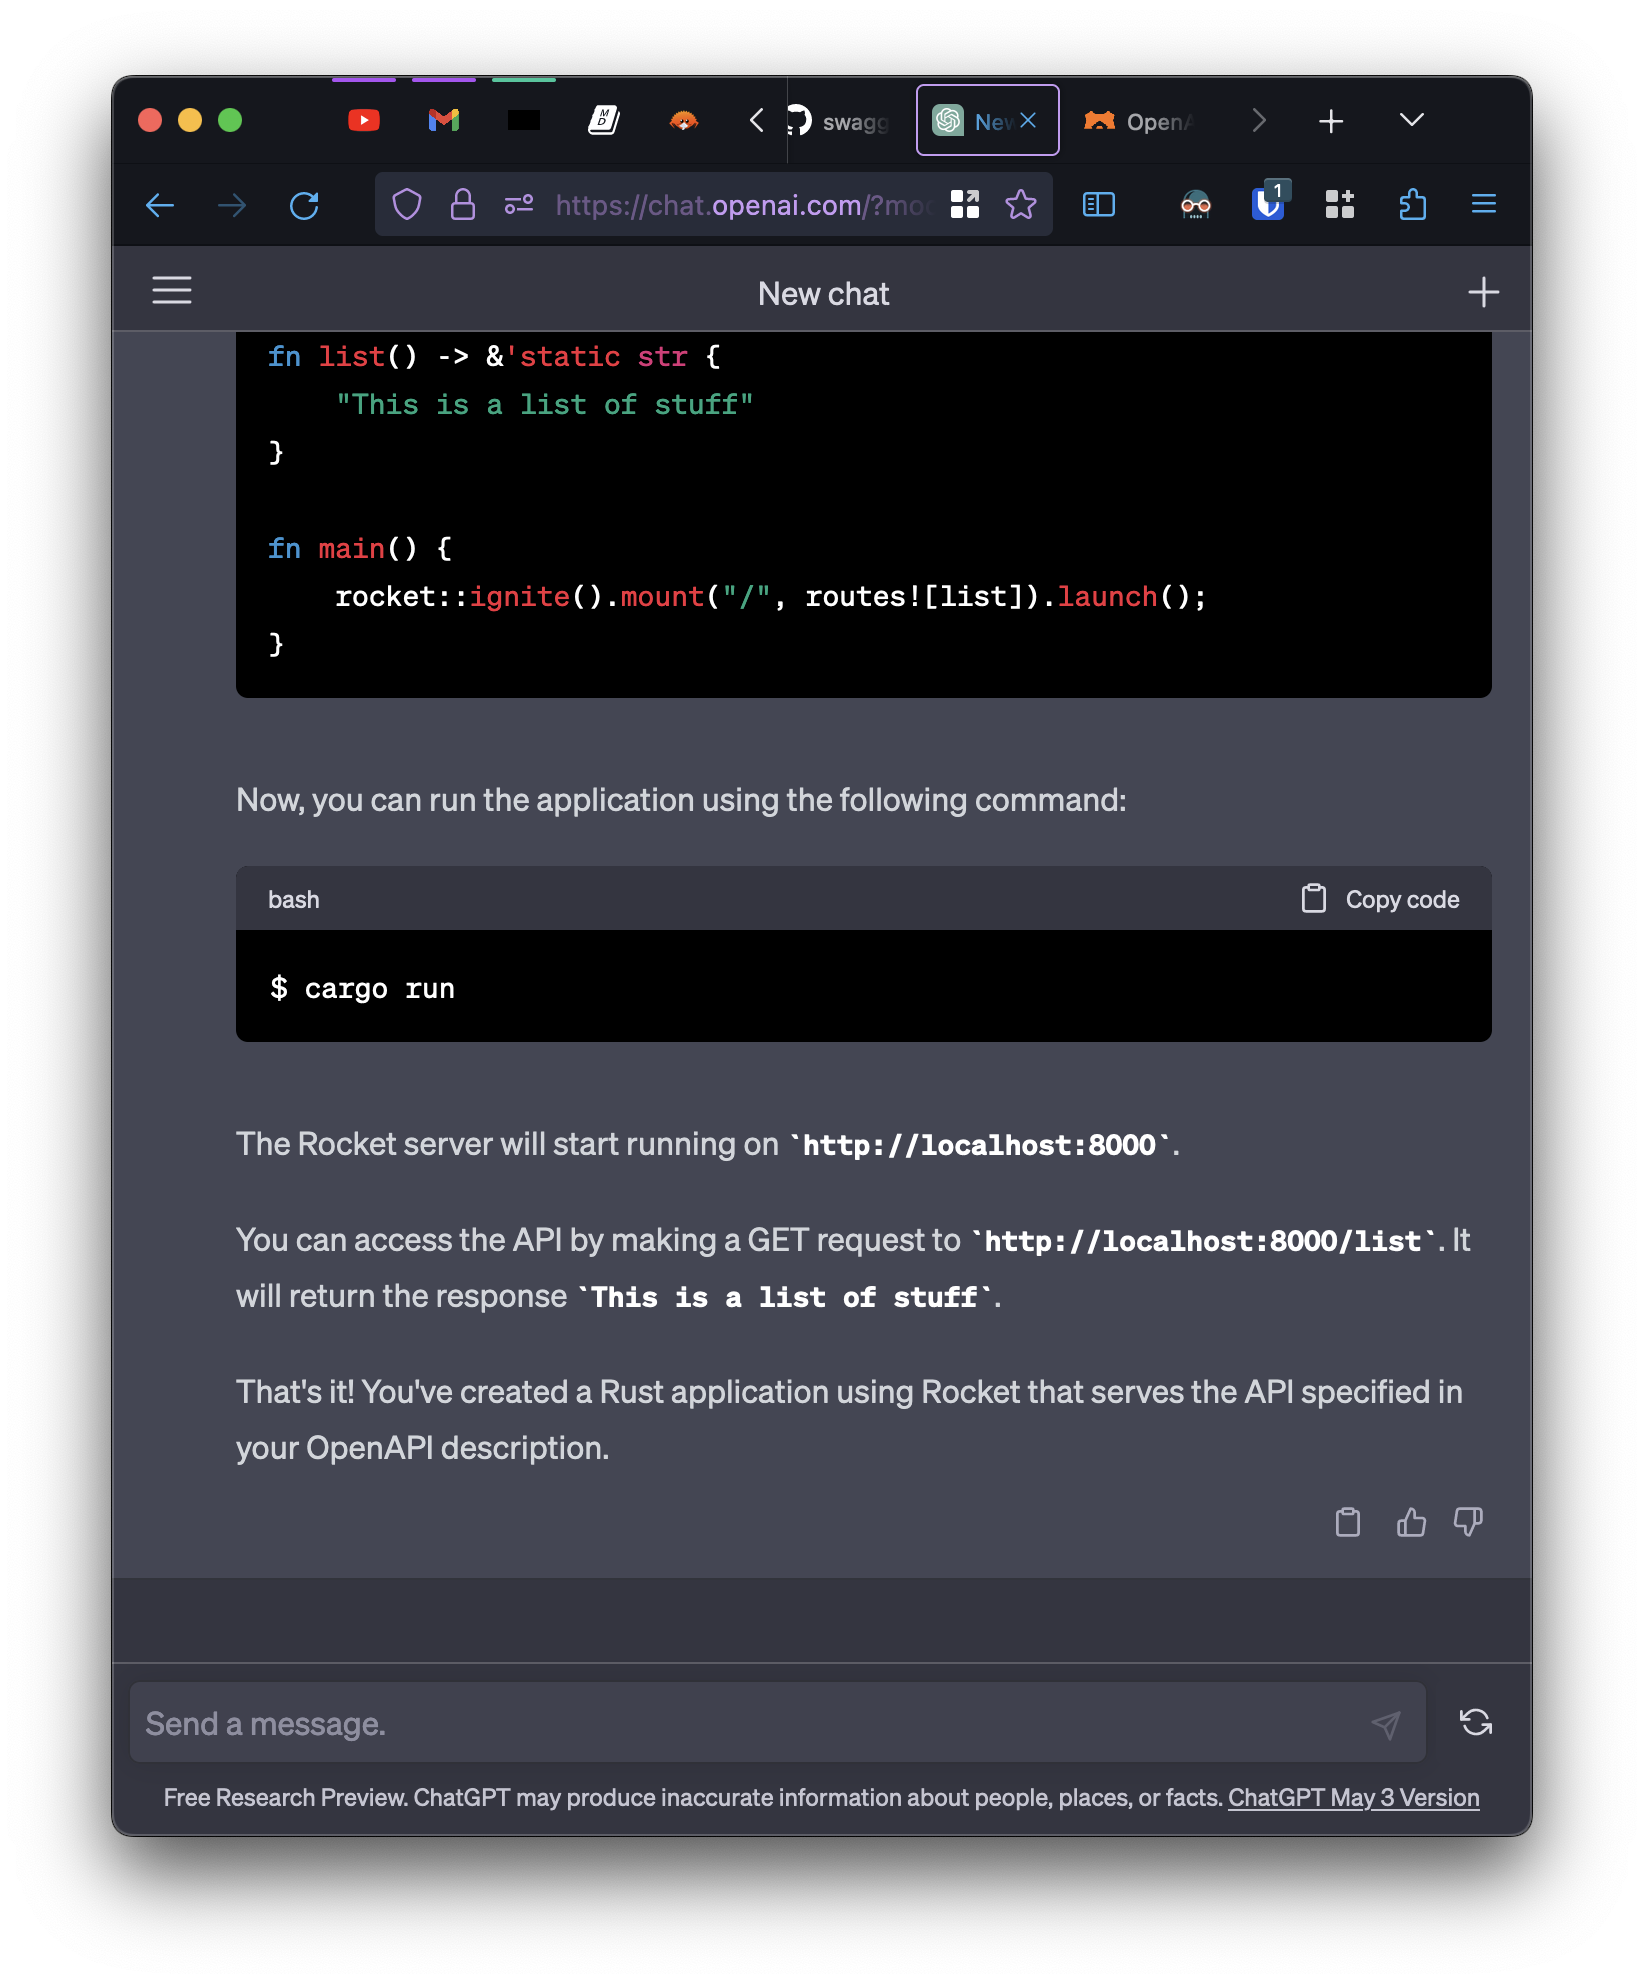 swagg
New
OpenA
https://chat.openai.com/?mod
1
New chat
fn list() -> &'static str {
    "This is a list of stuff"
}
fn main() {
    rocket::ignite().mount("/", routes![list]).launch();
}
Now, you can run the application using the following command:
bash
Copy code
$ cargo run
The Rocket server will start running on `http://localhost:8000`.
You can access the API by making a GET request to `http://localhost:8000/list`. It
will return the response `This is a list of stuff`.
That's it! You've created a Rust application using Rocket that serves the API specified in
your OpenAPI description.
Send a message.
Free Research Preview. ChatGPT may produce inaccurate information about people, places, or facts. ChatGPT May 3 Version